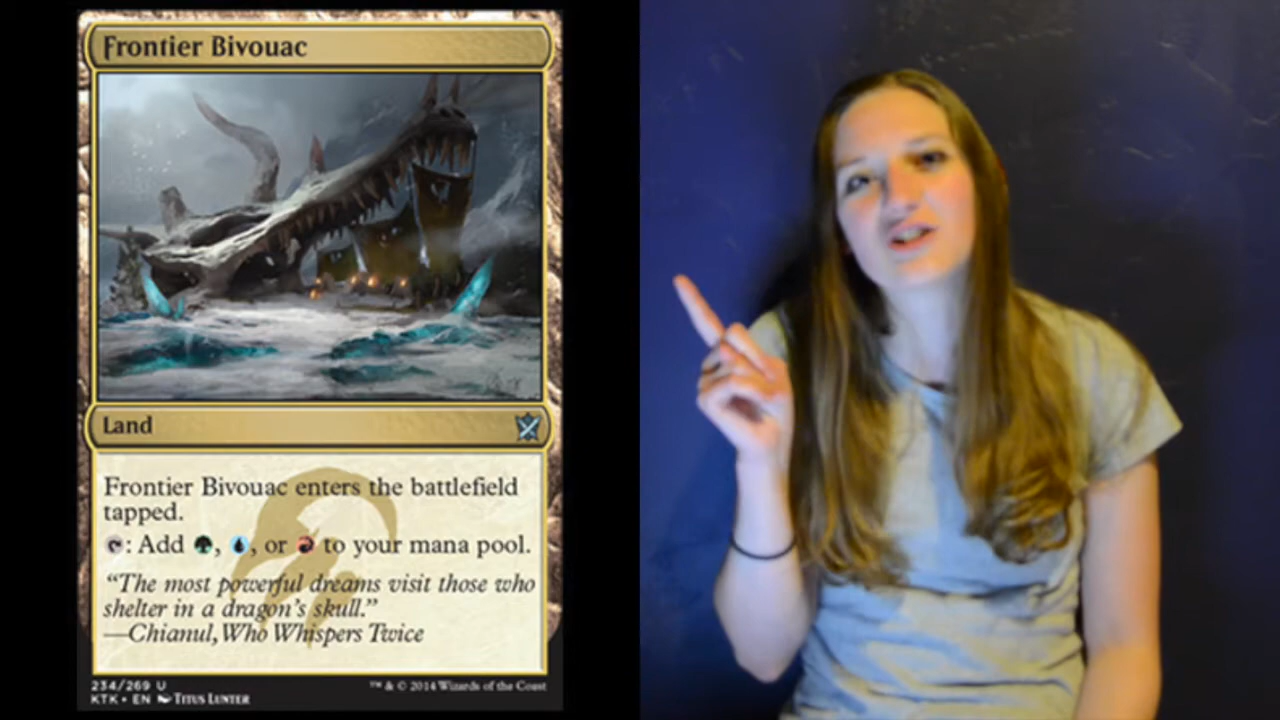 Frontier Bivouac
Land
Frontier Bivouac enters the battlefield
tapped.
: Add , , or to your mana pool.
“The most powerful dreams visit those who
shelter in a dragon’s skull.”
—Chianul, Who Whispers Twice
234/269 U
KTK • EN Titus Lunter
™ & © 2014 Wizards of the Coast